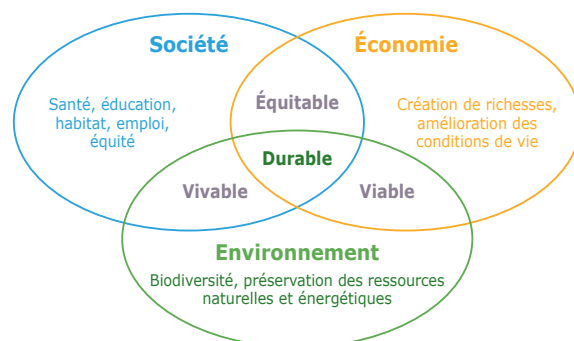 Société
Économie
Santé, éducation,
habitat, emploi,
équité
Équitable
Création de richesses,
amélioration des
conditions de vie
Durable
Vivable
Viable
Environnement
Biodiversité, préservation des ressources
naturelles et énergétiques